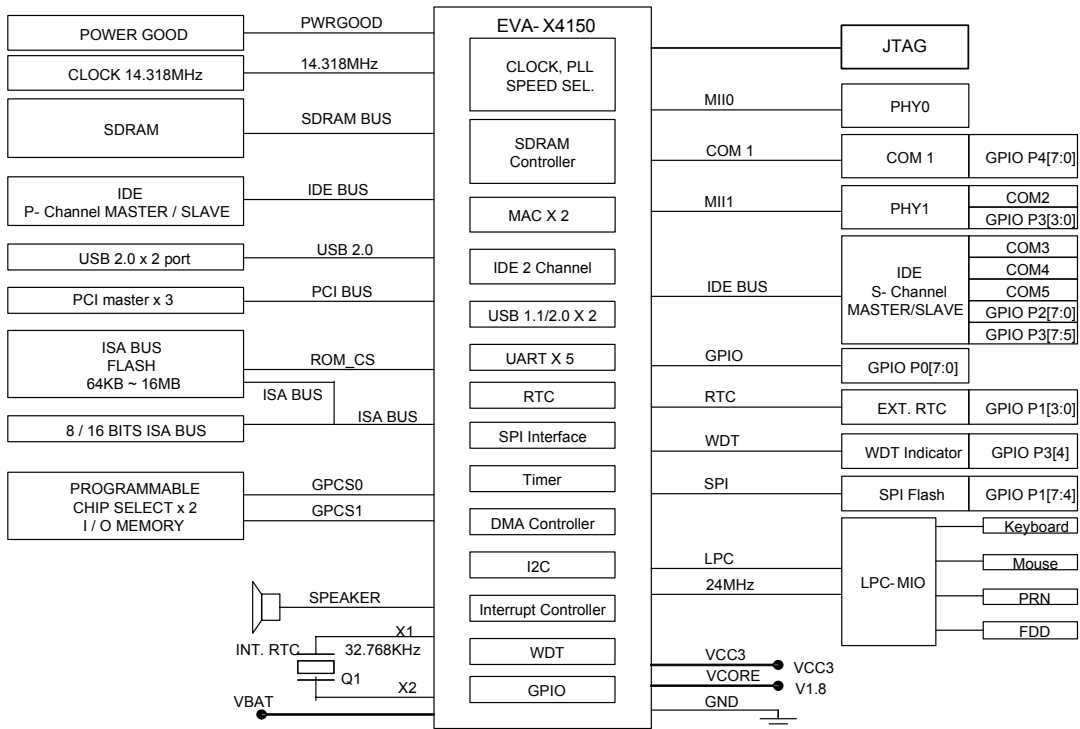 POWER GOOD
PWRGOOD
CLOCK 14.318MHz
14.318MHz
SDRAM
SDRAM BUS
IDE
P- Channel MASTER / SLAVE
IDE BUS
USB 2.0 x 2 port
USB 2.0
PCI master x 3
PCI BUS
ISA BUS
FLASH
64KB ~ 16MB
ROM_CS
ISA BUS
ISA BUS
8 / 16 BITS ISA BUS
PROGRAMMABLE
CHIP SELECT x 2
I / O MEMORY
GPCS0
GPCS1
SPEAKER
X1
INT. RTC
32.768KHz
Q1
X2
VBAT
EVA- X4150
CLOCK, PLL
SPEED SEL.
SDRAM
Controller
MAC X 2
IDE 2 Channel
USB 1.1/2.0 X 2
UART X 5
RTC
SPI Interface
Timer
DMA Controller
I2C
Interrupt Controller
WDT
GPIO
JTAG
MII0
PHY0
COM 1
COM 1
GPIO P4[7:0]
MII1
PHY1
COM2
GPIO P3[3:0]
IDE BUS
IDE
S- Channel
MASTER/SLAVE
COM3
COM4
COM5
GPIO P2[7:0]
GPIO P3[7:5]
GPIO
GPIO P0[7:0]
RTC
EXT. RTC
GPIO P1[3:0]
WDT
WDT Indicator
GPIO P3[4]
SPI
SPI Flash
GPIO P1[7:4]
LPC
24MHz
LPC- MIO
Keyboard
Mouse
PRN
FDD
VCC3
VCC3
VCORE
V1.8
GND